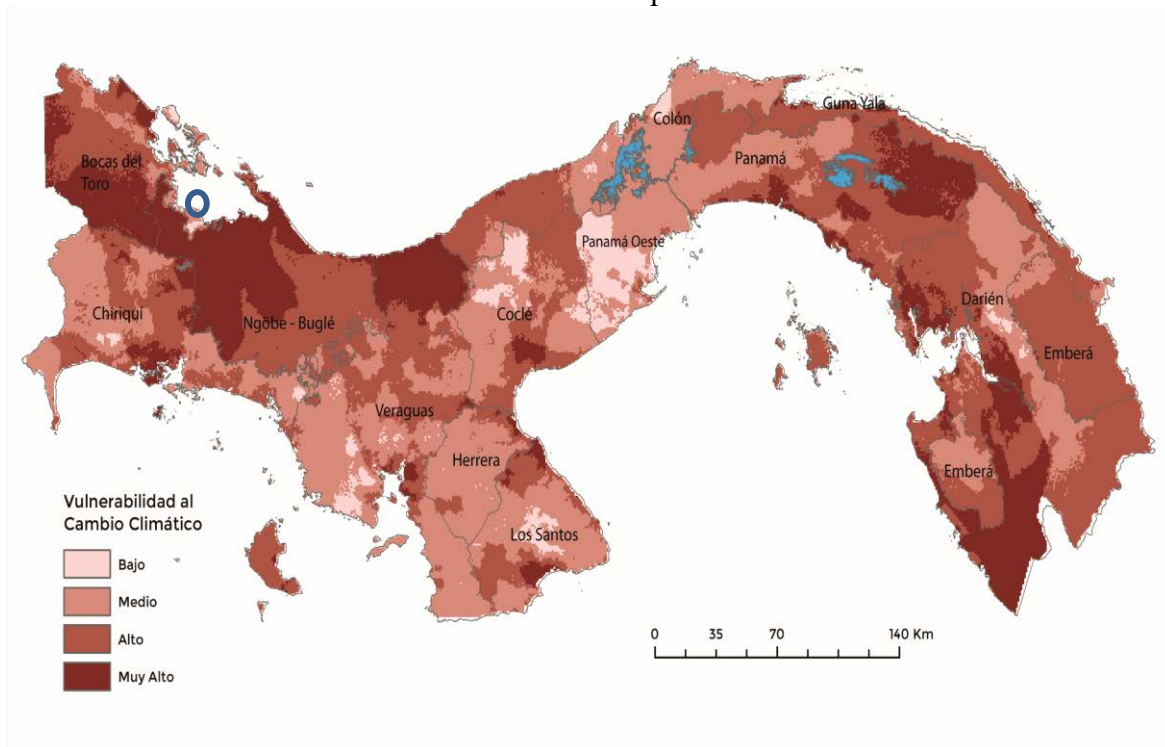 Guna Yala
Colón
Bocas del
Toro
Panamá
Panamá Oeste
Darién
Chiriquí
Ngöbe - Buglé
Coclé
Emberá
Veraguas
Herrera
Emberá
Los Santos
Vulnerabilidad al
Cambio Climático
Bajo
Medio
Alto
Muy Alto
0 35 70 140 Km